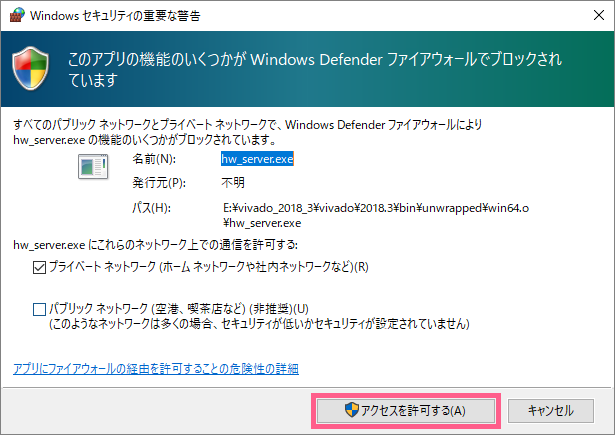 Windows セキュリティの重要な警告
このアプリの機能のいくつかが Windows Defender ファイアウォールでブロックされ
ています
すべてのパブリック ネットワークとプライベート ネットワークで、Windows Defender ファイアウォールにより
hw_server.exe の機能のいくつかがブロックされています。
名前(N): hw_server.exe
発行元(P): 不明
パス(H): E:¥vivado_2018_3¥vivado¥2018.3¥bin¥unwrapped¥win64.o
¥hw_server.exe
hw_server.exe にこれらのネットワーク上での通信を許可する:
プライベート ネットワーク (ホーム ネットワークや社内ネットワークなど)(R)
パブリック ネットワーク (空港、喫茶店など) (非推奨)(U)
(このようなネットワークは多くの場合、セキュリティが低いかセキュリティが設定されていません)
アプリにファイアウォールの経由を許可することの危険性の詳細
アクセスを許可する(A) キャンセル